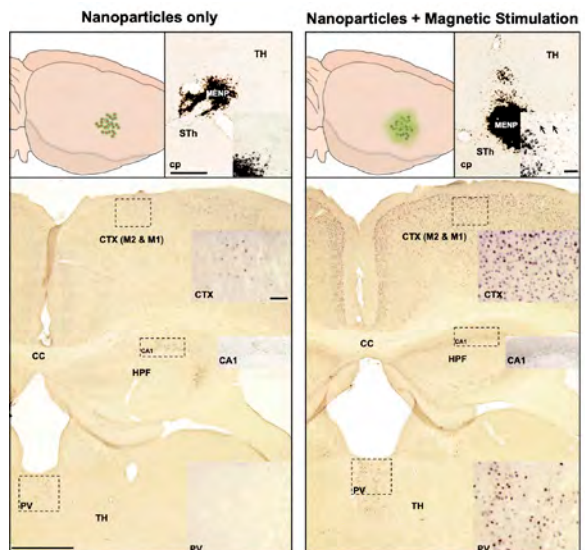 Nanoparticles only
Nanoparticles + Magnetic Stimulation
TH
MENP
STh
cp
TH
MENP
STh
cp
CTX (M2 & M1)
CTX
CA1
CA1
CC
HPF
PV
TH
PV
CTX (M2 & M1)
CTX
CA1
CA1
CC
HPF
PV
TH
PV